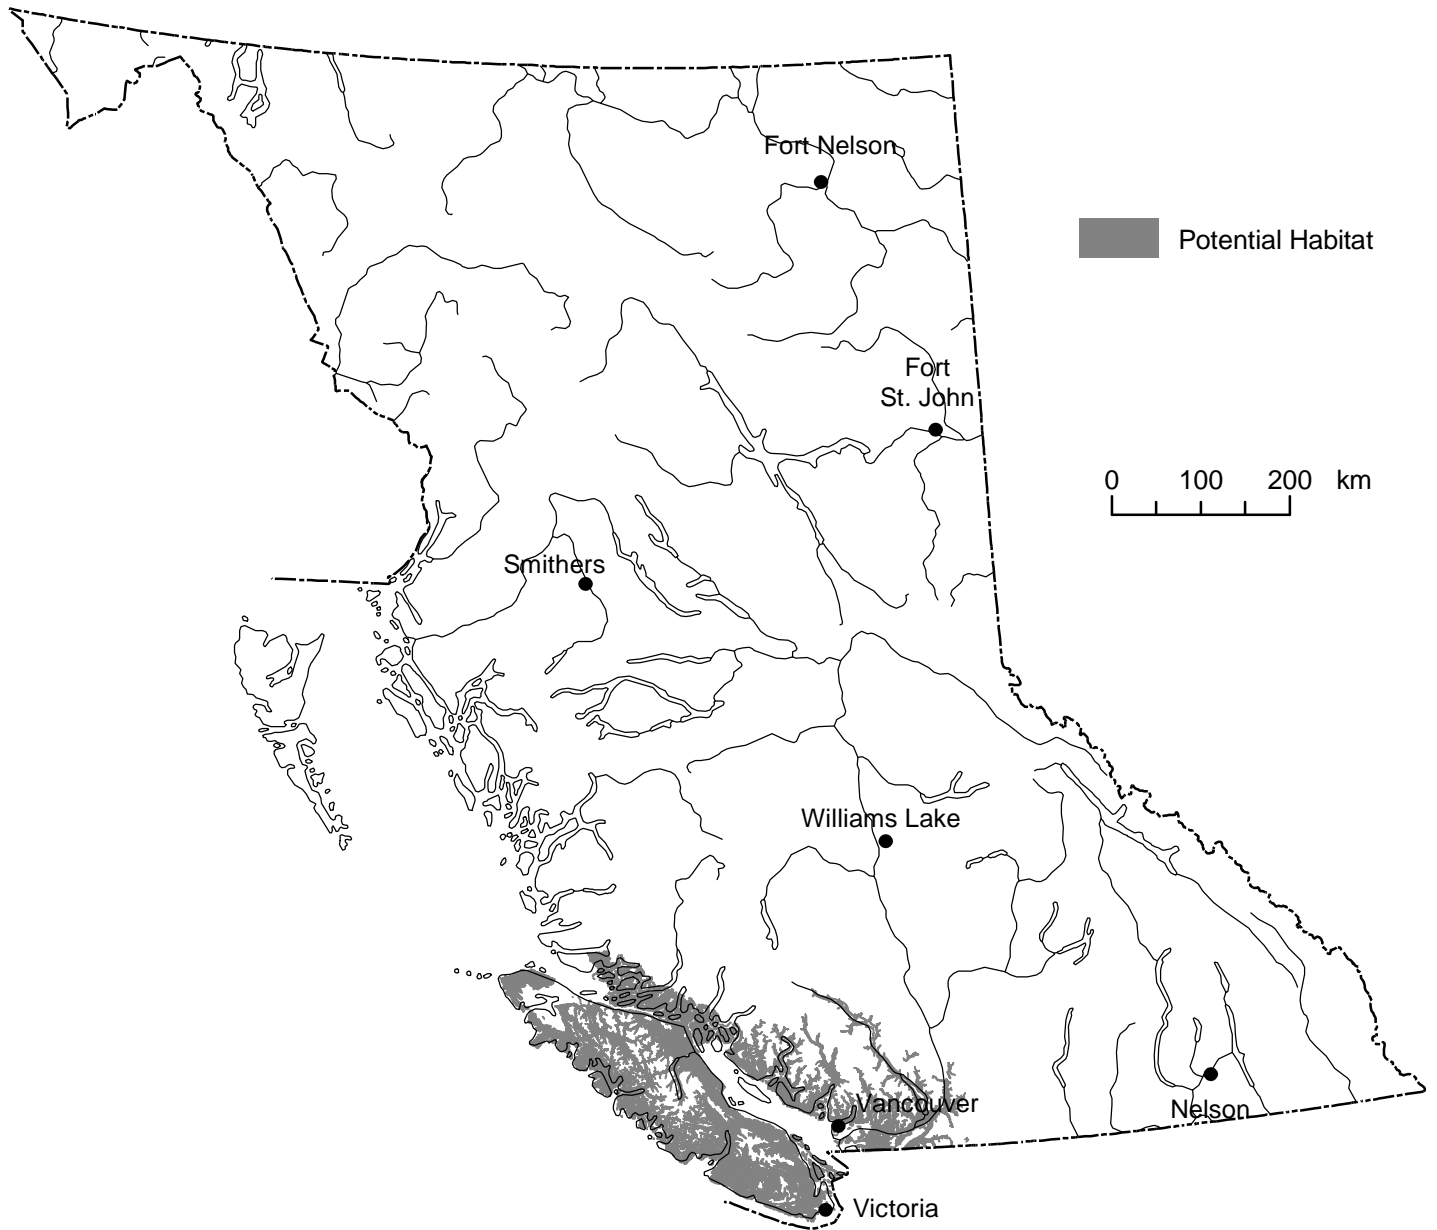 Fort Nelson
Potential Habitat
Fort
St. John
0 100 200 km
Smithers
Williams Lake
Vancouver
Nelson
Victoria